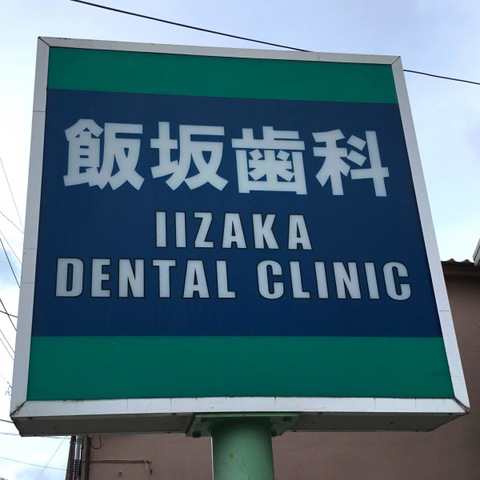 飯坂歯科
IIZAKA
DENTAL CLINIC